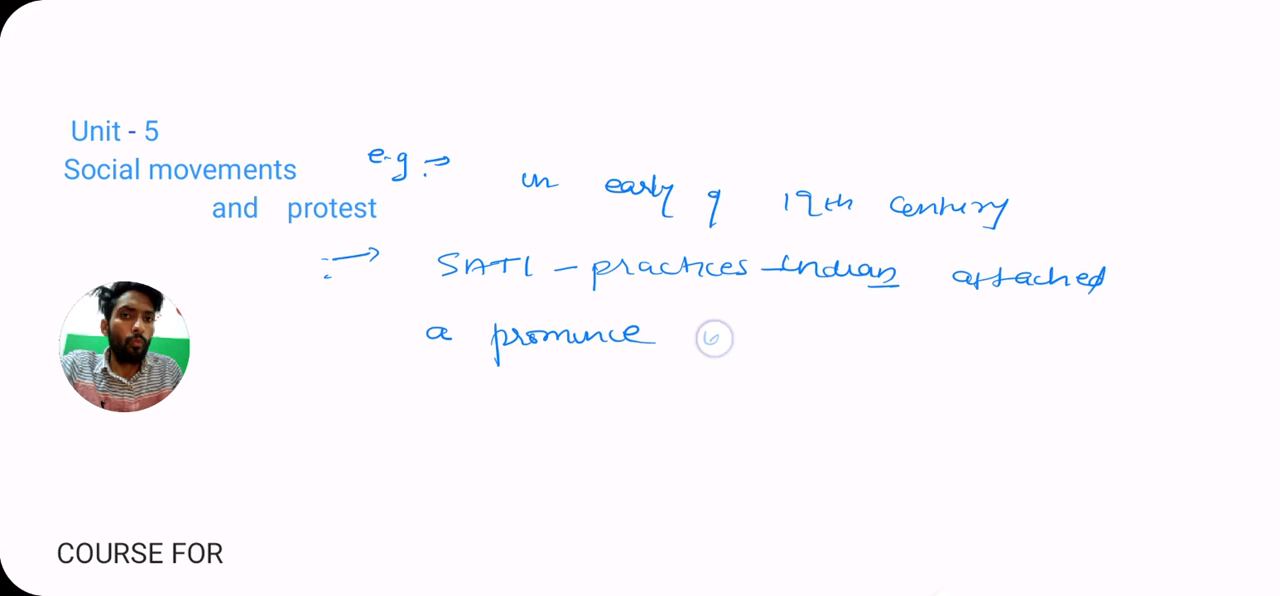 Unit - 5
Social movements
and protest
e.g :→
in early of 19th century
:→ SATI - practices Indian attached
a promince
COURSE FOR